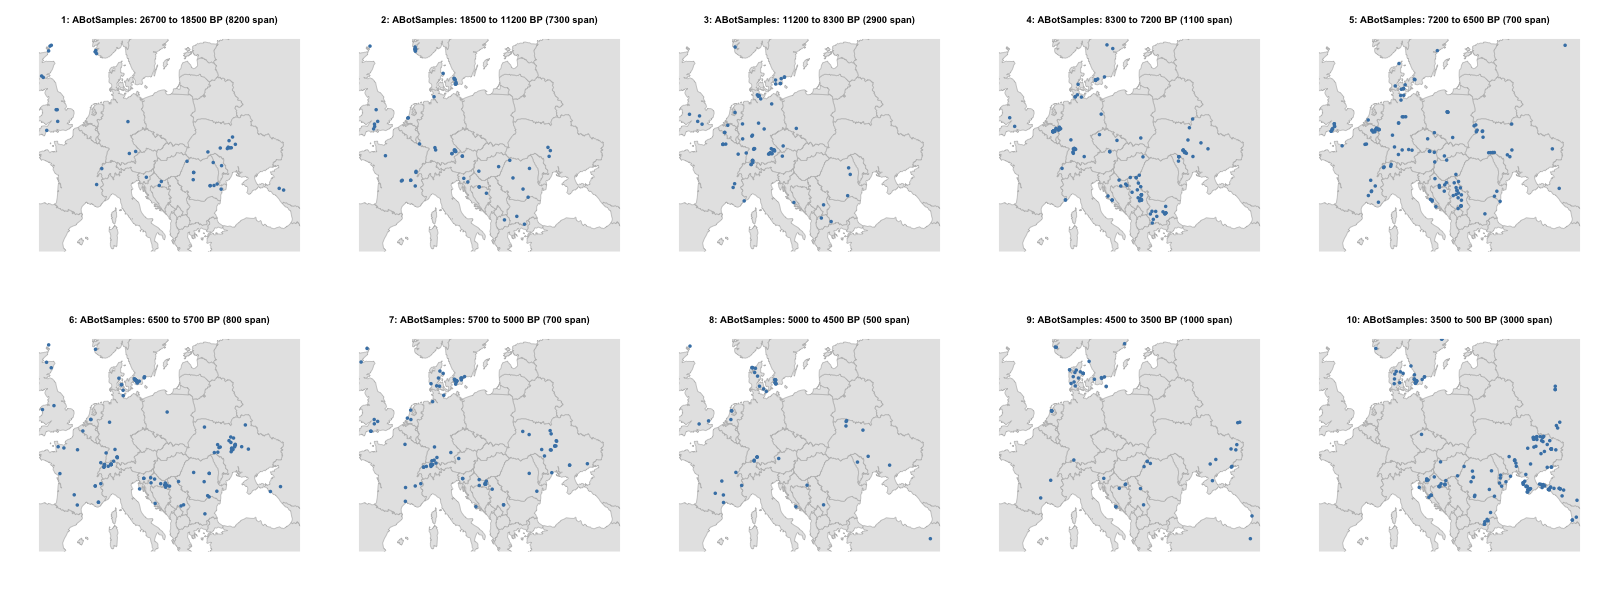 1: ABotSamples: 26700 to 18500 BP (8200 span)
2: ABotSamples: 18500 to 11200 BP (7300 span)
3: ABotSamples: 11200 to 8300 BP (2900 span)
4: ABotSamples: 8300 to 7200 BP (1100 span)
5: ABotSamples: 7200 to 6500 BP (700 span)
6: ABotSamples: 6500 to 5700 BP (800 span)
7: ABotSamples: 5700 to 5000 BP (700 span)
8: ABotSamples: 5000 to 4500 BP (500 span)
9: ABotSamples: 4500 to 3500 BP (1000 span)
10: ABotSamples: 3500 to 500 BP (3000 span)